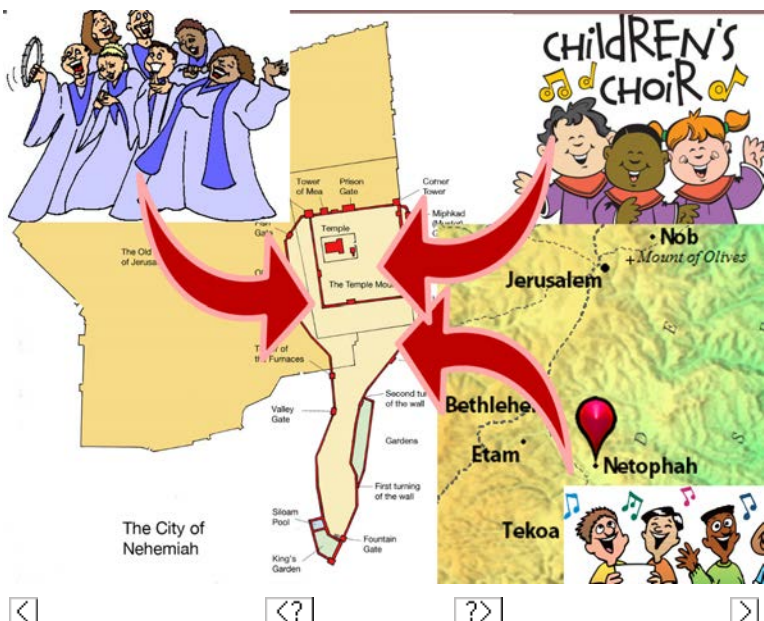 CHILDREN'S
CHOIR
Tower
of Mea
Prison
Gate
Corner
Tower
Miphkad
Temple
The Old
of Jerusa
The Temple Mou
Tower of
the Furnaces
Valley
Gate
Second tu
of the wall
Gardens
First turning
of the wall
Siloam
Pool
Fountain
Gate
King's
Garden
The City of
Nehemiah
Nob
Mount of Olives
Jerusalem
Bethlehe
Etam
Netophah
Tekoa
<
<?
?>
>